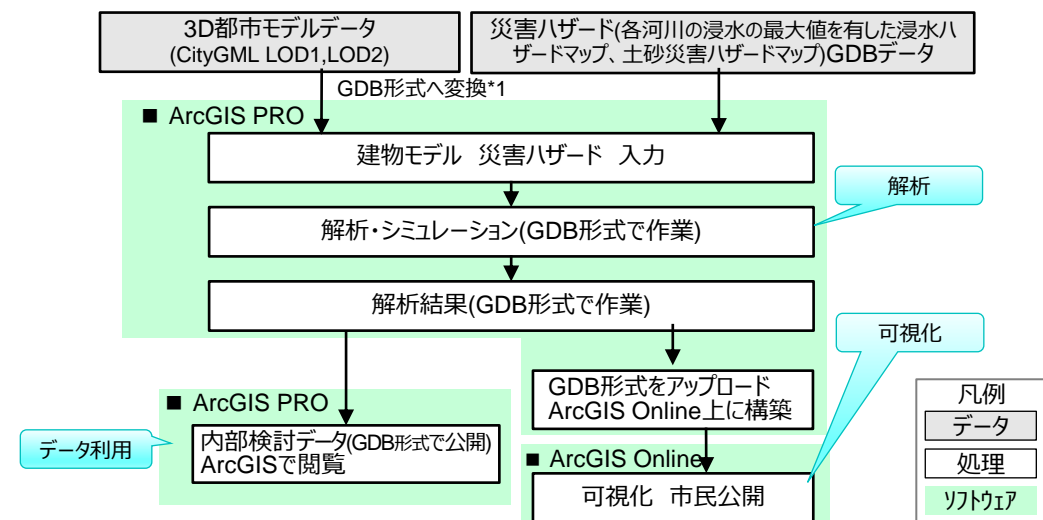 3D都市モデルデータ
(CityGML LOD1,LOD2)
災害ハザード(各河川の浸水の最大値を有した浸水ハ
ザードマップ、土砂災害ハザードマップ)GDBデータ
GDB形式へ変換*1
■ ArcGIS PRO
建物モデル 災害ハザード 入力
解析
解析・シミュレーション(GDB形式で作業)
解析結果(GDB形式で作業)
可視化
GDB形式をアップロード
ArcGIS Online上に構築
■ ArcGIS PRO
データ利用
内部検討データ(GDB形式で公開)
ArcGISで閲覧
■ ArcGIS Online
可視化 市民公開
凡例
データ
処理
ソフトウェア